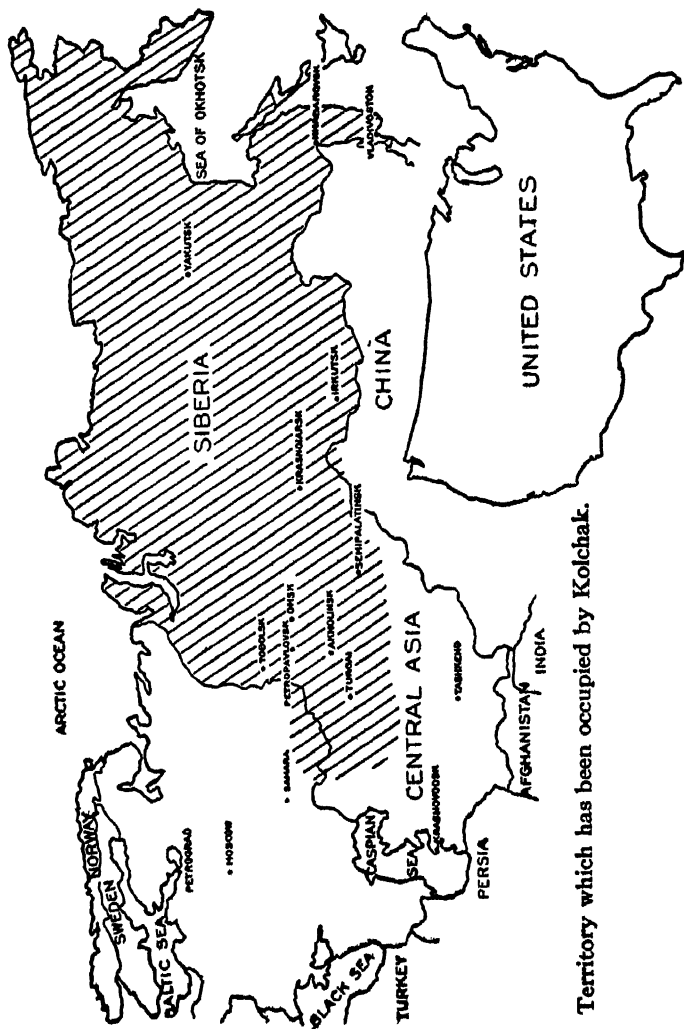 ARCTIC OCEAN
NORWAY
SWEDEN
BALTIC SEA
PETROGRAD
MOSCOW
SAMARA
BLACK SEA
TURKEY
CASPIAN
SEA
KRASNOVODSK
PERSIA
SIBERIA
YAKUTSK
SEA OF OKHOTSK
TOBOLSK
PETROPAVLOVSK
OMSK
AKMOLINSK
TURGAI
KRASNOIARSK
IRKUTSK
SEMIPALATINSK
VLADIVOSTOK
CENTRAL ASIA
TASHKEND
AFGHANISTAN
INDIA
CHINA
UNITED STATES
Territory which has been occupied by Kolchak.